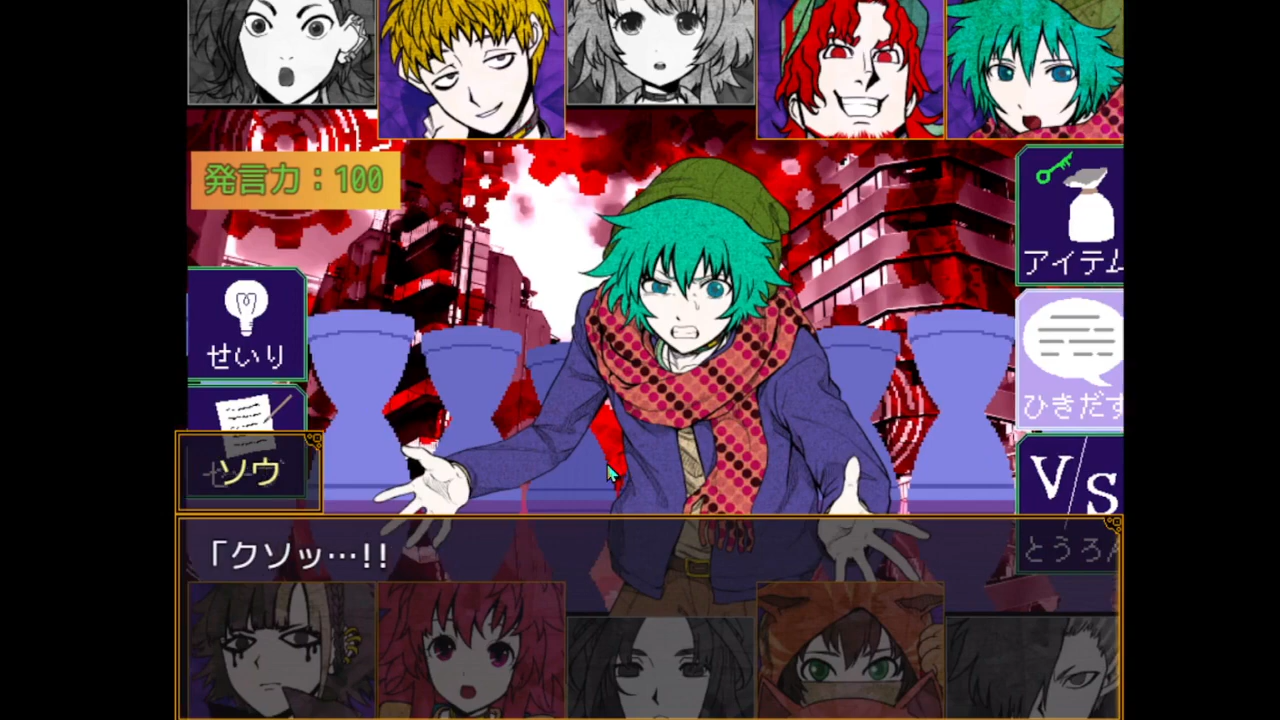 発言力：100
アイテム
せいり
ひきだす
V/S
ソウ
とうろん
「クソッ…!!